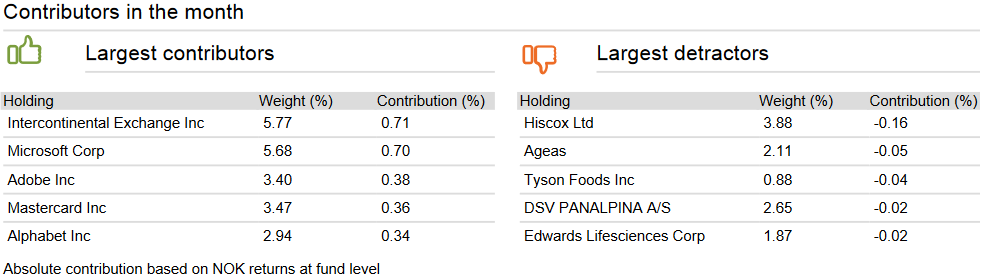 Contributors in the month
Largest contributors
Holding Weight (%) Contribution (%)
Intercontinental Exchange Inc 5.77 0.71
Microsoft Corp 5.68 0.70
Adobe Inc 3.40 0.38
Mastercard Inc 3.47 0.36
Alphabet Inc 2.94 0.34
Largest detractors
Holding Weight (%) Contribution (%)
Hiscox Ltd 3.88 -0.16
Ageas 2.11 -0.05
Tyson Foods Inc 0.88 -0.04
DSV PANALPINA A/S 2.65 -0.02
Edwards Lifesciences Corp 1.87 -0.02
Absolute contribution based on NOK returns at fund level